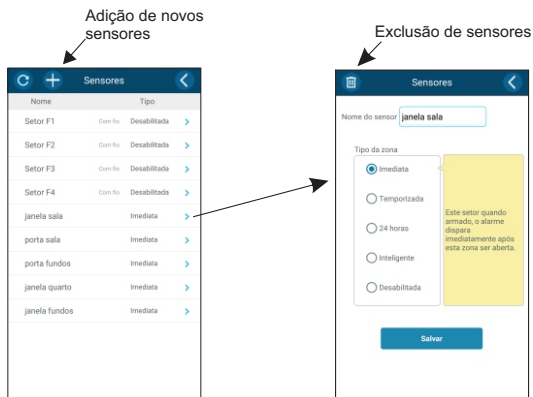 Adição de novos
sensores
Sensores
Nome Tipo
Setor F1 Com fio Desabilitada
Setor F2 Com fio Desabilitada
Setor F3 Com fio Desabilitada
Setor F4 Com fio Desabilitada
janela sala Imediata
porta sala Imediata
porta fundos Imediata
janela quarto Imediata
janela fundos Imediata
Exclusão de sensores
Sensores
Nome do sensor janela sala
Tipo da zona
Imediata
Temporizada
24 horas
Inteligente
Desabilitada
Este setor quando
armado, o alarme
dispara
imediatamente após
esta zona ser aberta.
Salvar